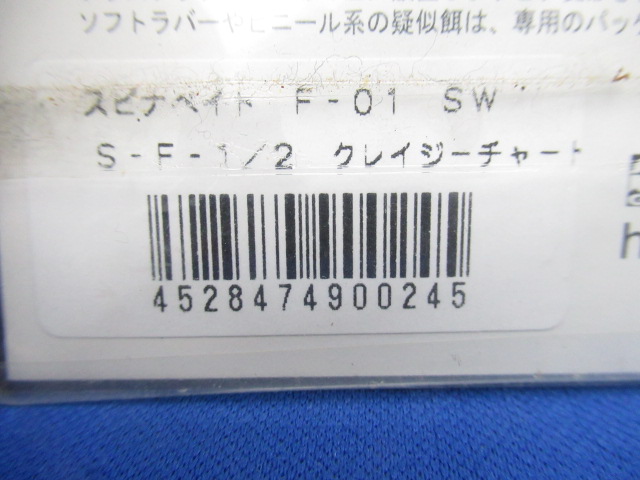 ソフトラバーやビニール系の疑似餌は、専用のパッケ
スピナベイト F-01 SW
S-F-1/2 クレイジーチャート
4528474900245
h